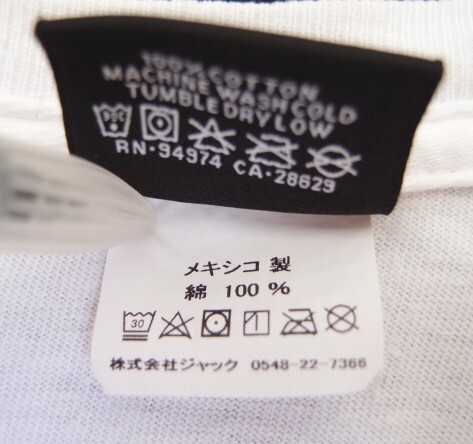 100% COTTON
MACHINE WASH COLD
TUMBLE DRY LOW
RN·94974 CA·28629
メキシコ 製
綿 100 %
30
株式会社ジャック 0548-22-7366